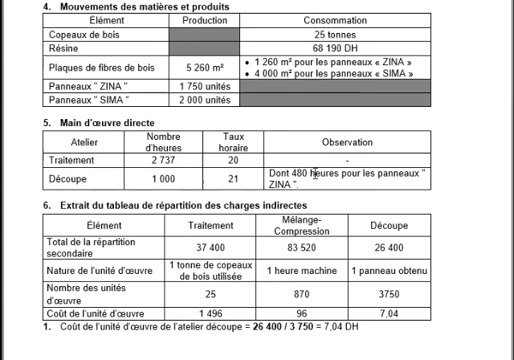 4. Mouvements des matières et produits
Élément Production Consommation
Copeaux de bois 25 tonnes
Résine 68 190 DH
Plaques de fibres de bois 5 260 m² • 1 260 m² pour les panneaux « ZINA »
• 4 000 m² pour les panneaux « SIMA »
Panneaux " ZINA " 1 750 unités
Panneaux " SIMA " 2 000 unités
5. Main d'œuvre directe
Atelier Nombre d'heures Taux horaire Observation
Traitement 2 737 20 -
Découpe 1 000 21 Dont 480 heures pour les panneaux "
ZINA ".
6. Extrait du tableau de répartition des charges indirectes
Élément Traitement Mélange-Compression Découpe
Total de la répartition
secondaire 37 400 83 520 26 400
Nature de l'unité d'œuvre 1 tonne de copeaux
de bois utilisée 1 heure machine 1 panneau obtenu
Nombre des unités
d'œuvre 25 870 3750
Coût de l'unité d'œuvre 1 496 96 7,04
1. Coût de l'unité d'œuvre de l'atelier découpe = 26 400 / 3 750 = 7,04 DH